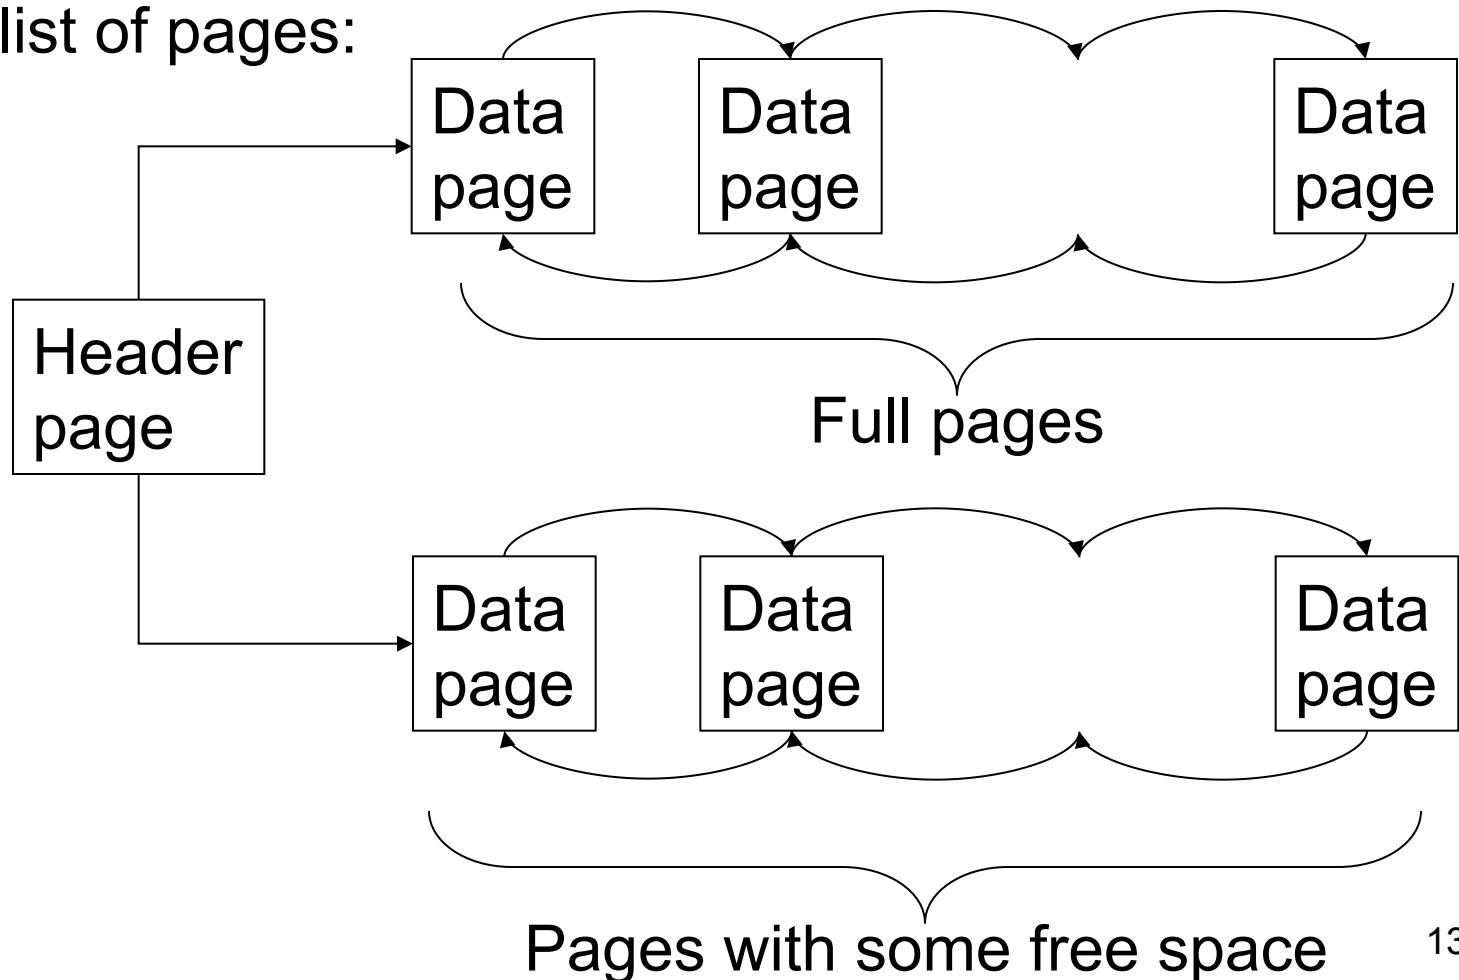 list of pages:
Data
page
Data
page
Data
page
Header
page
Full pages
Data
page
Data
page
Data
page
Pages with some free space
13